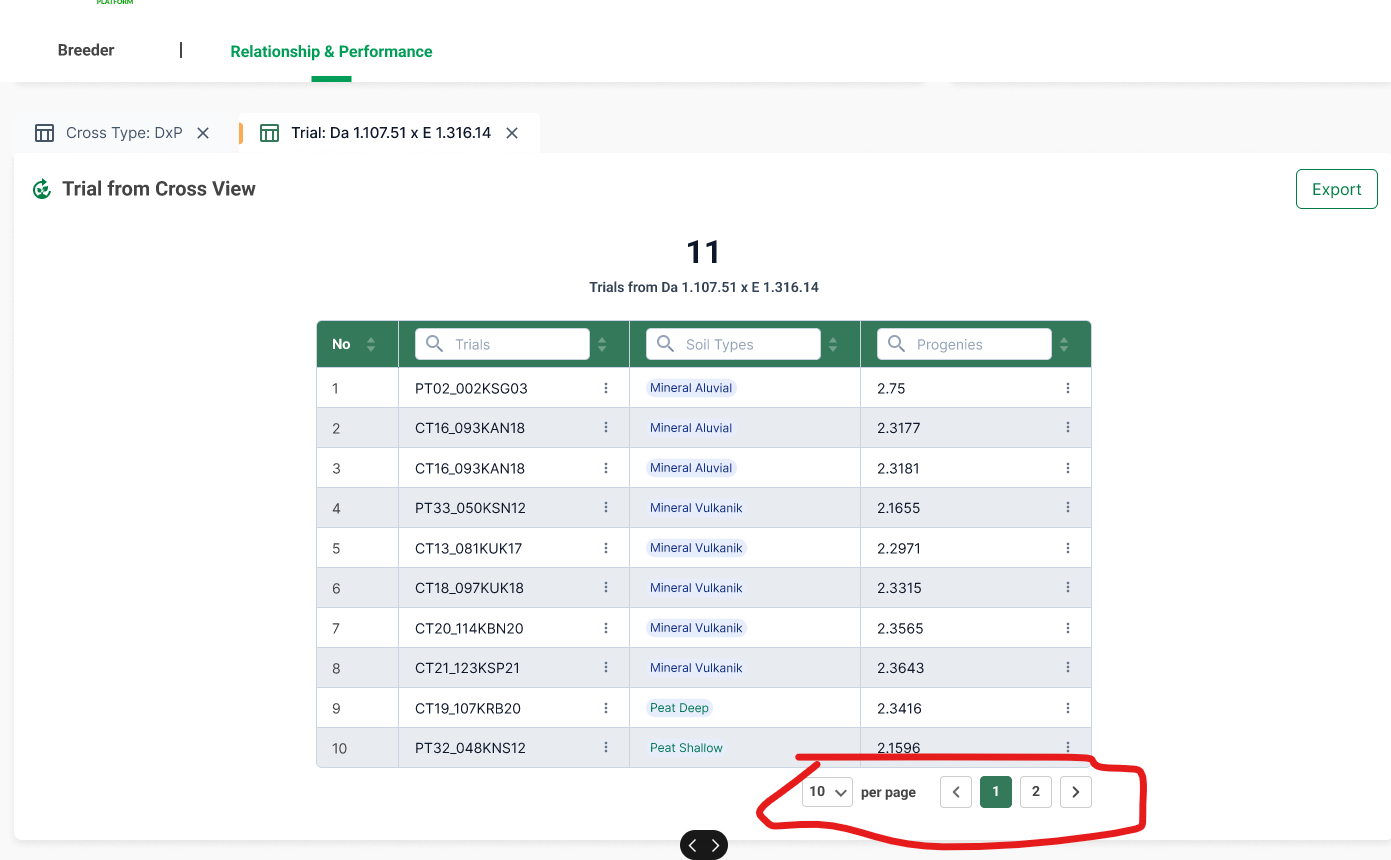 PLATFORM
Breeder | Relationship & Performance
Cross Type: DxP Trial: Da 1.107.51 x E 1.316.14
Trial from Cross View
Export
11
Trials from Da 1.107.51 x E 1.316.14
No Trials Soil Types Progenies
1 PT02_002KSG03 Mineral Aluvial 2.75
2 CT16_093KAN18 Mineral Aluvial 2.3177
3 CT16_093KAN18 Mineral Aluvial 2.3181
4 PT33_050KSN12 Mineral Vulkanik 2.1655
5 CT13_081KUK17 Mineral Vulkanik 2.2971
6 CT18_097KUK18 Mineral Vulkanik 2.3315
7 CT20_114KBN20 Mineral Vulkanik 2.3565
8 CT21_123KSP21 Mineral Vulkanik 2.3643
9 CT19_107KRB20 Peat Deep 2.3416
10 PT32_048KNS12 Peat Shallow 2.1596
10 per page 1 2